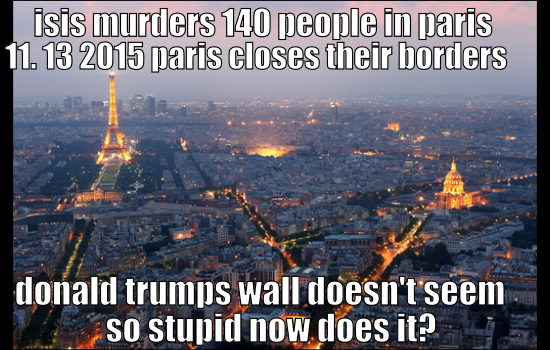 isis murders 140 people in paris
11. 13 2015 paris closes their borders
donald trumps wall doesn't seem
so stupid now does it?